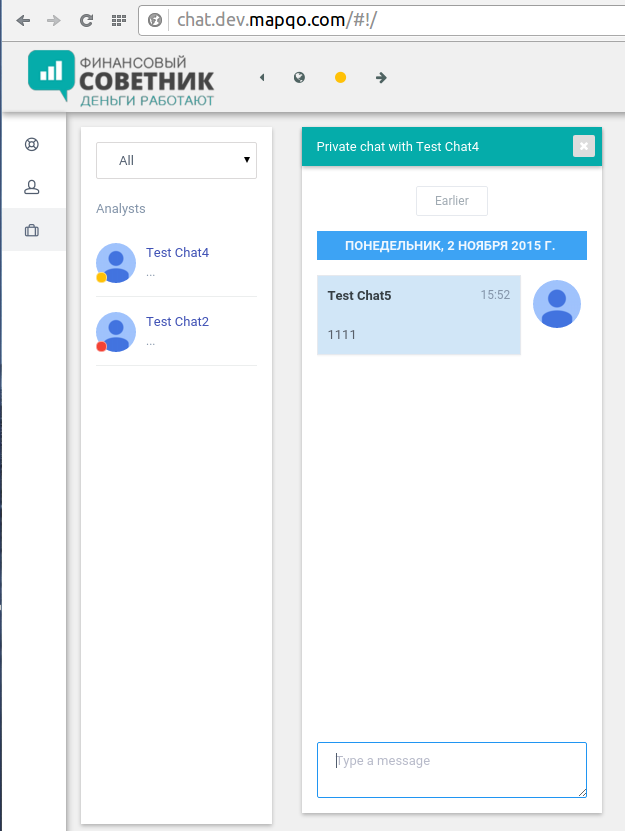 chat.dev.mapqo.com/#!/
ФИНАНСОВЫЙ
СОВЕТНИК
ДЕНЬГИ РАБОТАЮТ
All
Analysts
Test Chat4
...
Test Chat2
...
Private chat with Test Chat4
Earlier
ПОНЕДЕЛЬНИК, 2 НОЯБРЯ 2015 Г.
Test Chat5 15:52
1111
Type a message